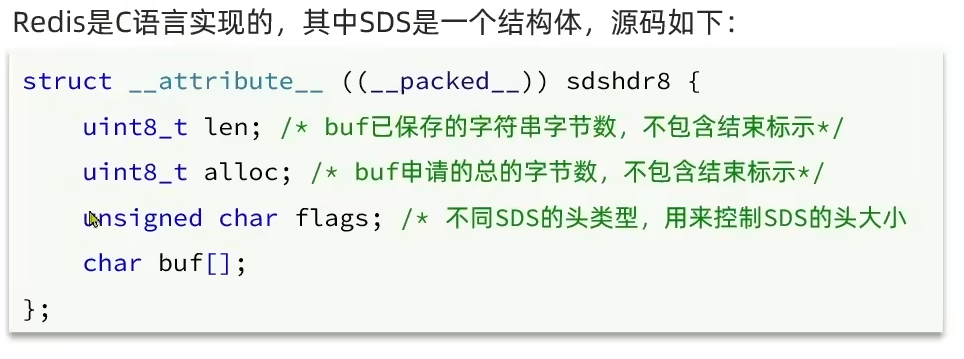 Redis是C语言实现的，其中SDS是一个结构体，源码如下：
struct __attribute__ ((__packed__)) sdshdr8 {
    uint8_t len; /* buf已保存的字符串字节数，不包含结束标示*/
    uint8_t alloc; /* buf申请的总的字节数，不包含结束标示*/
    unsigned char flags; /* 不同SDS的头类型，用来控制SDS的头大小
    char buf[];
};